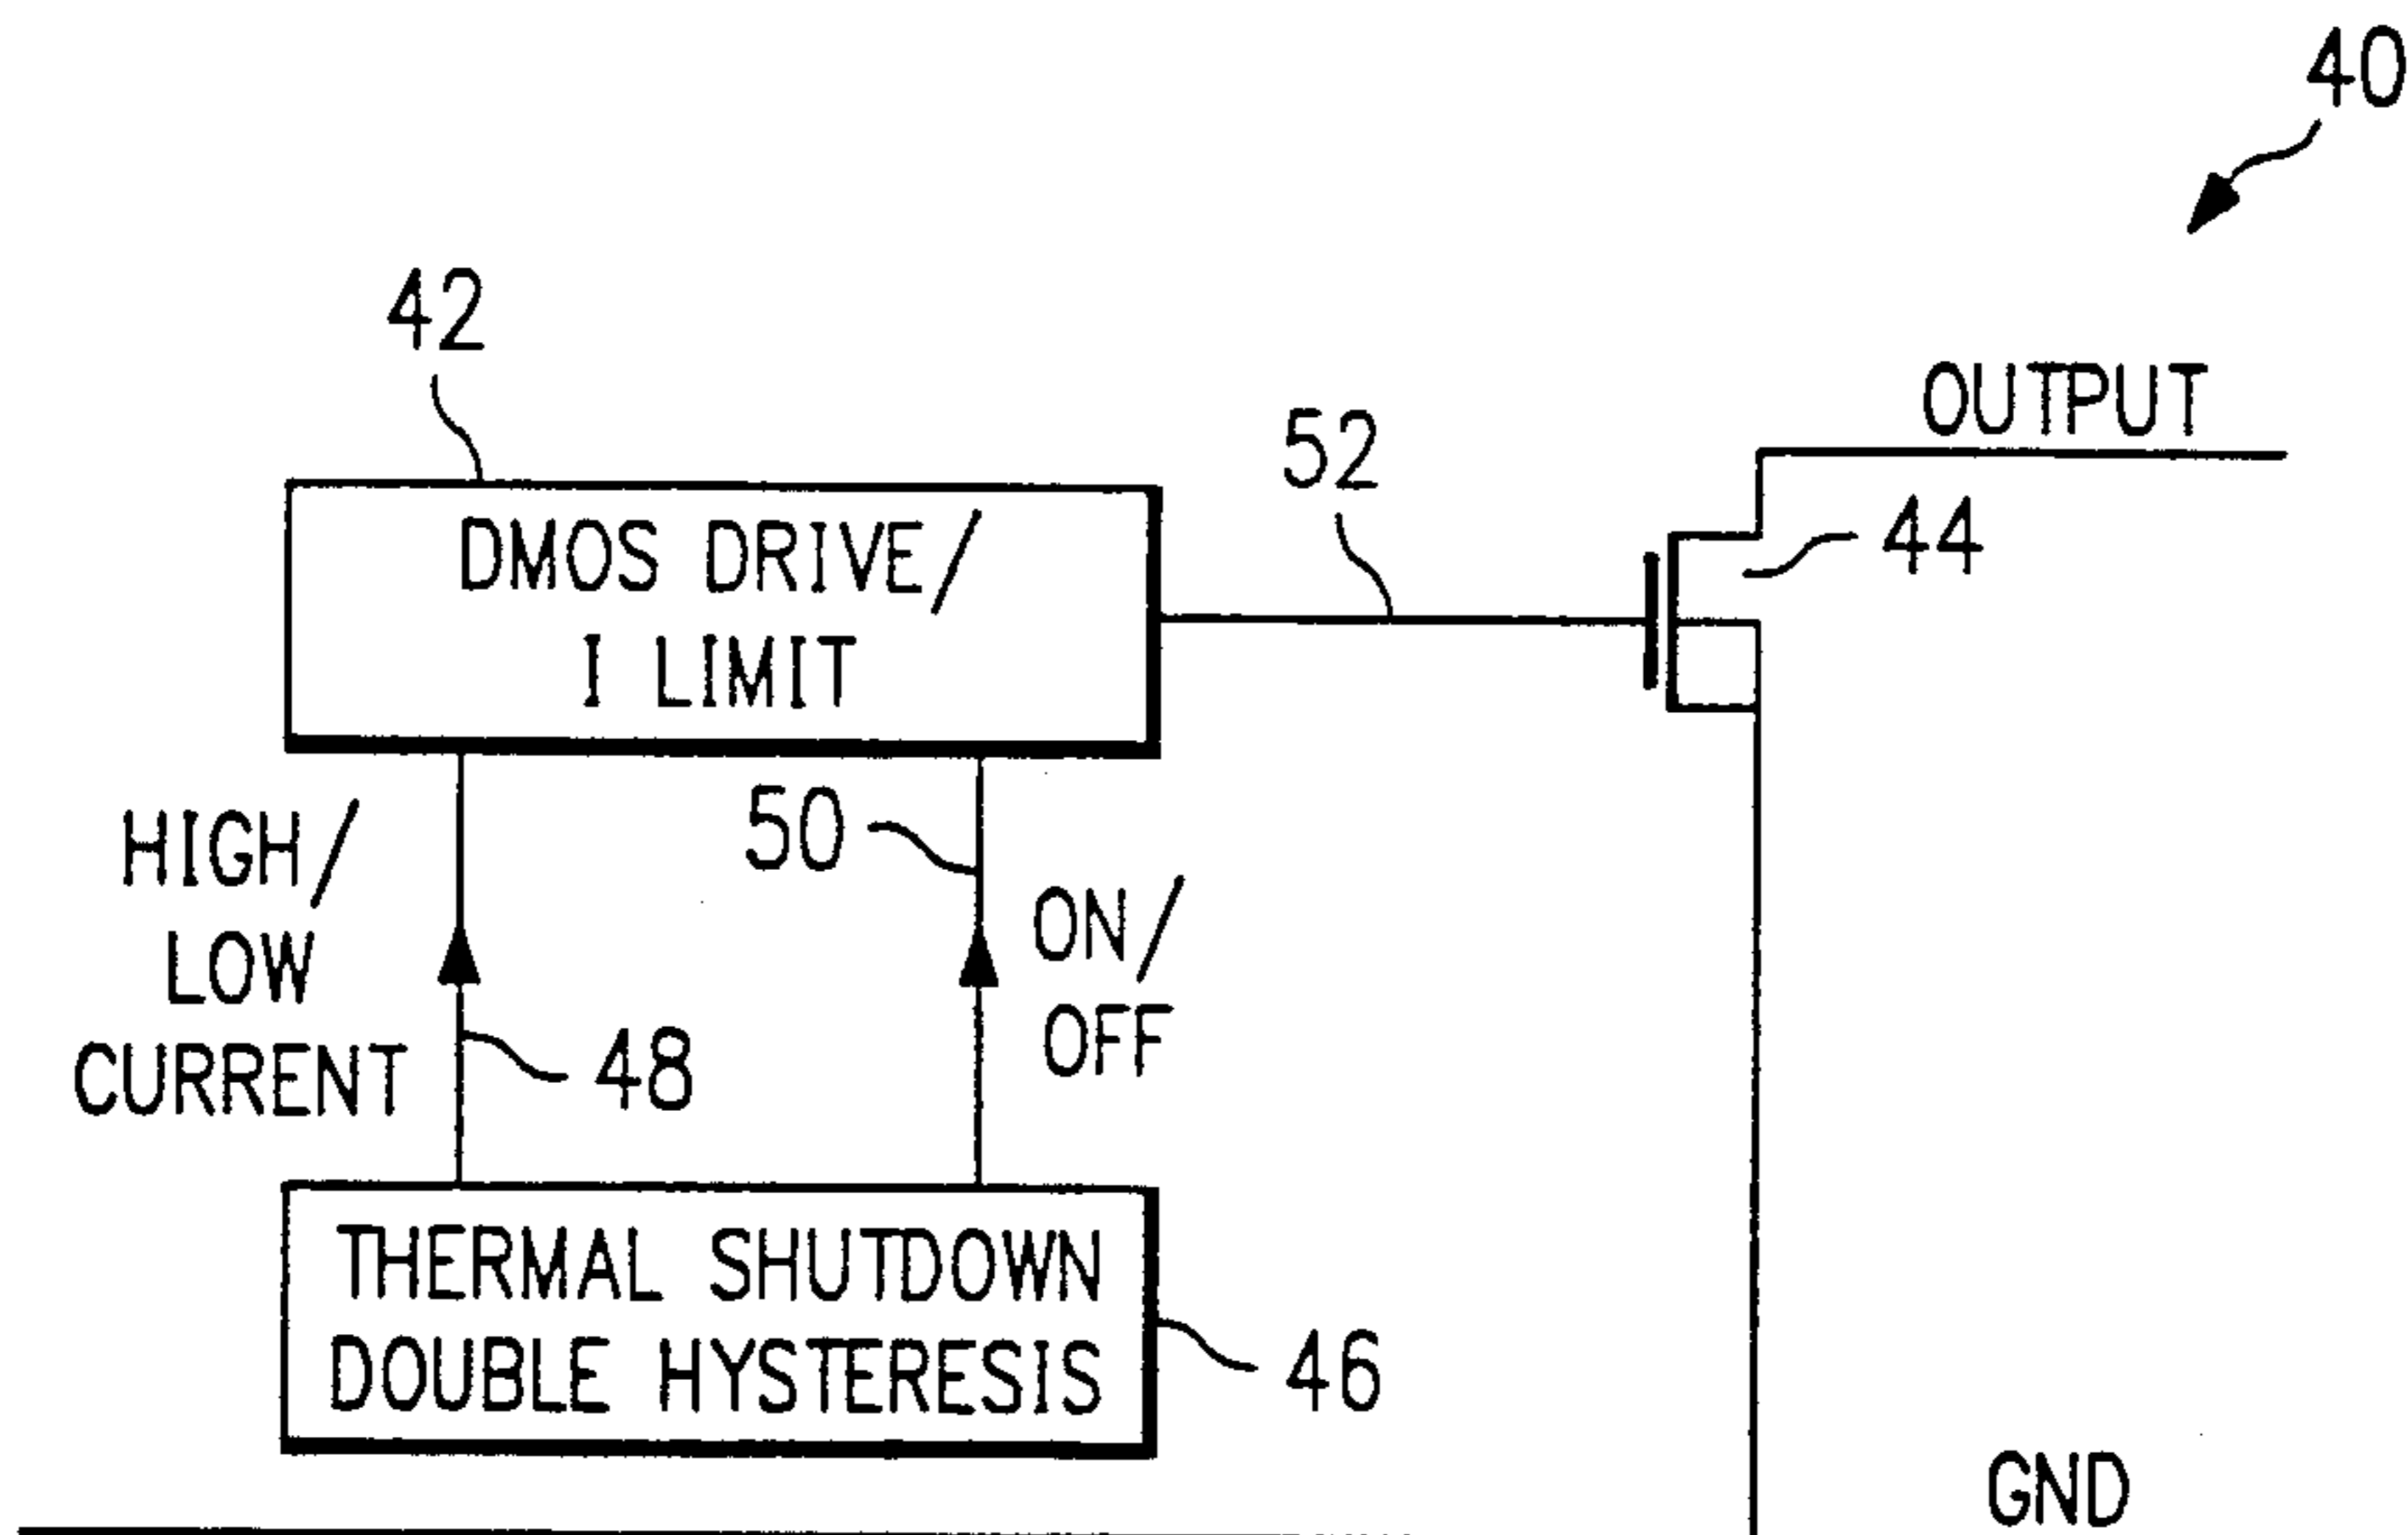 40
42
OUTPUT
52
44
DMOS DRIVE/
I LIMIT
HIGH/
LOW
CURRENT
50
ON/
OFF
48
THERMAL SHUTDOWN
DOUBLE HYSTERESIS
46
GND